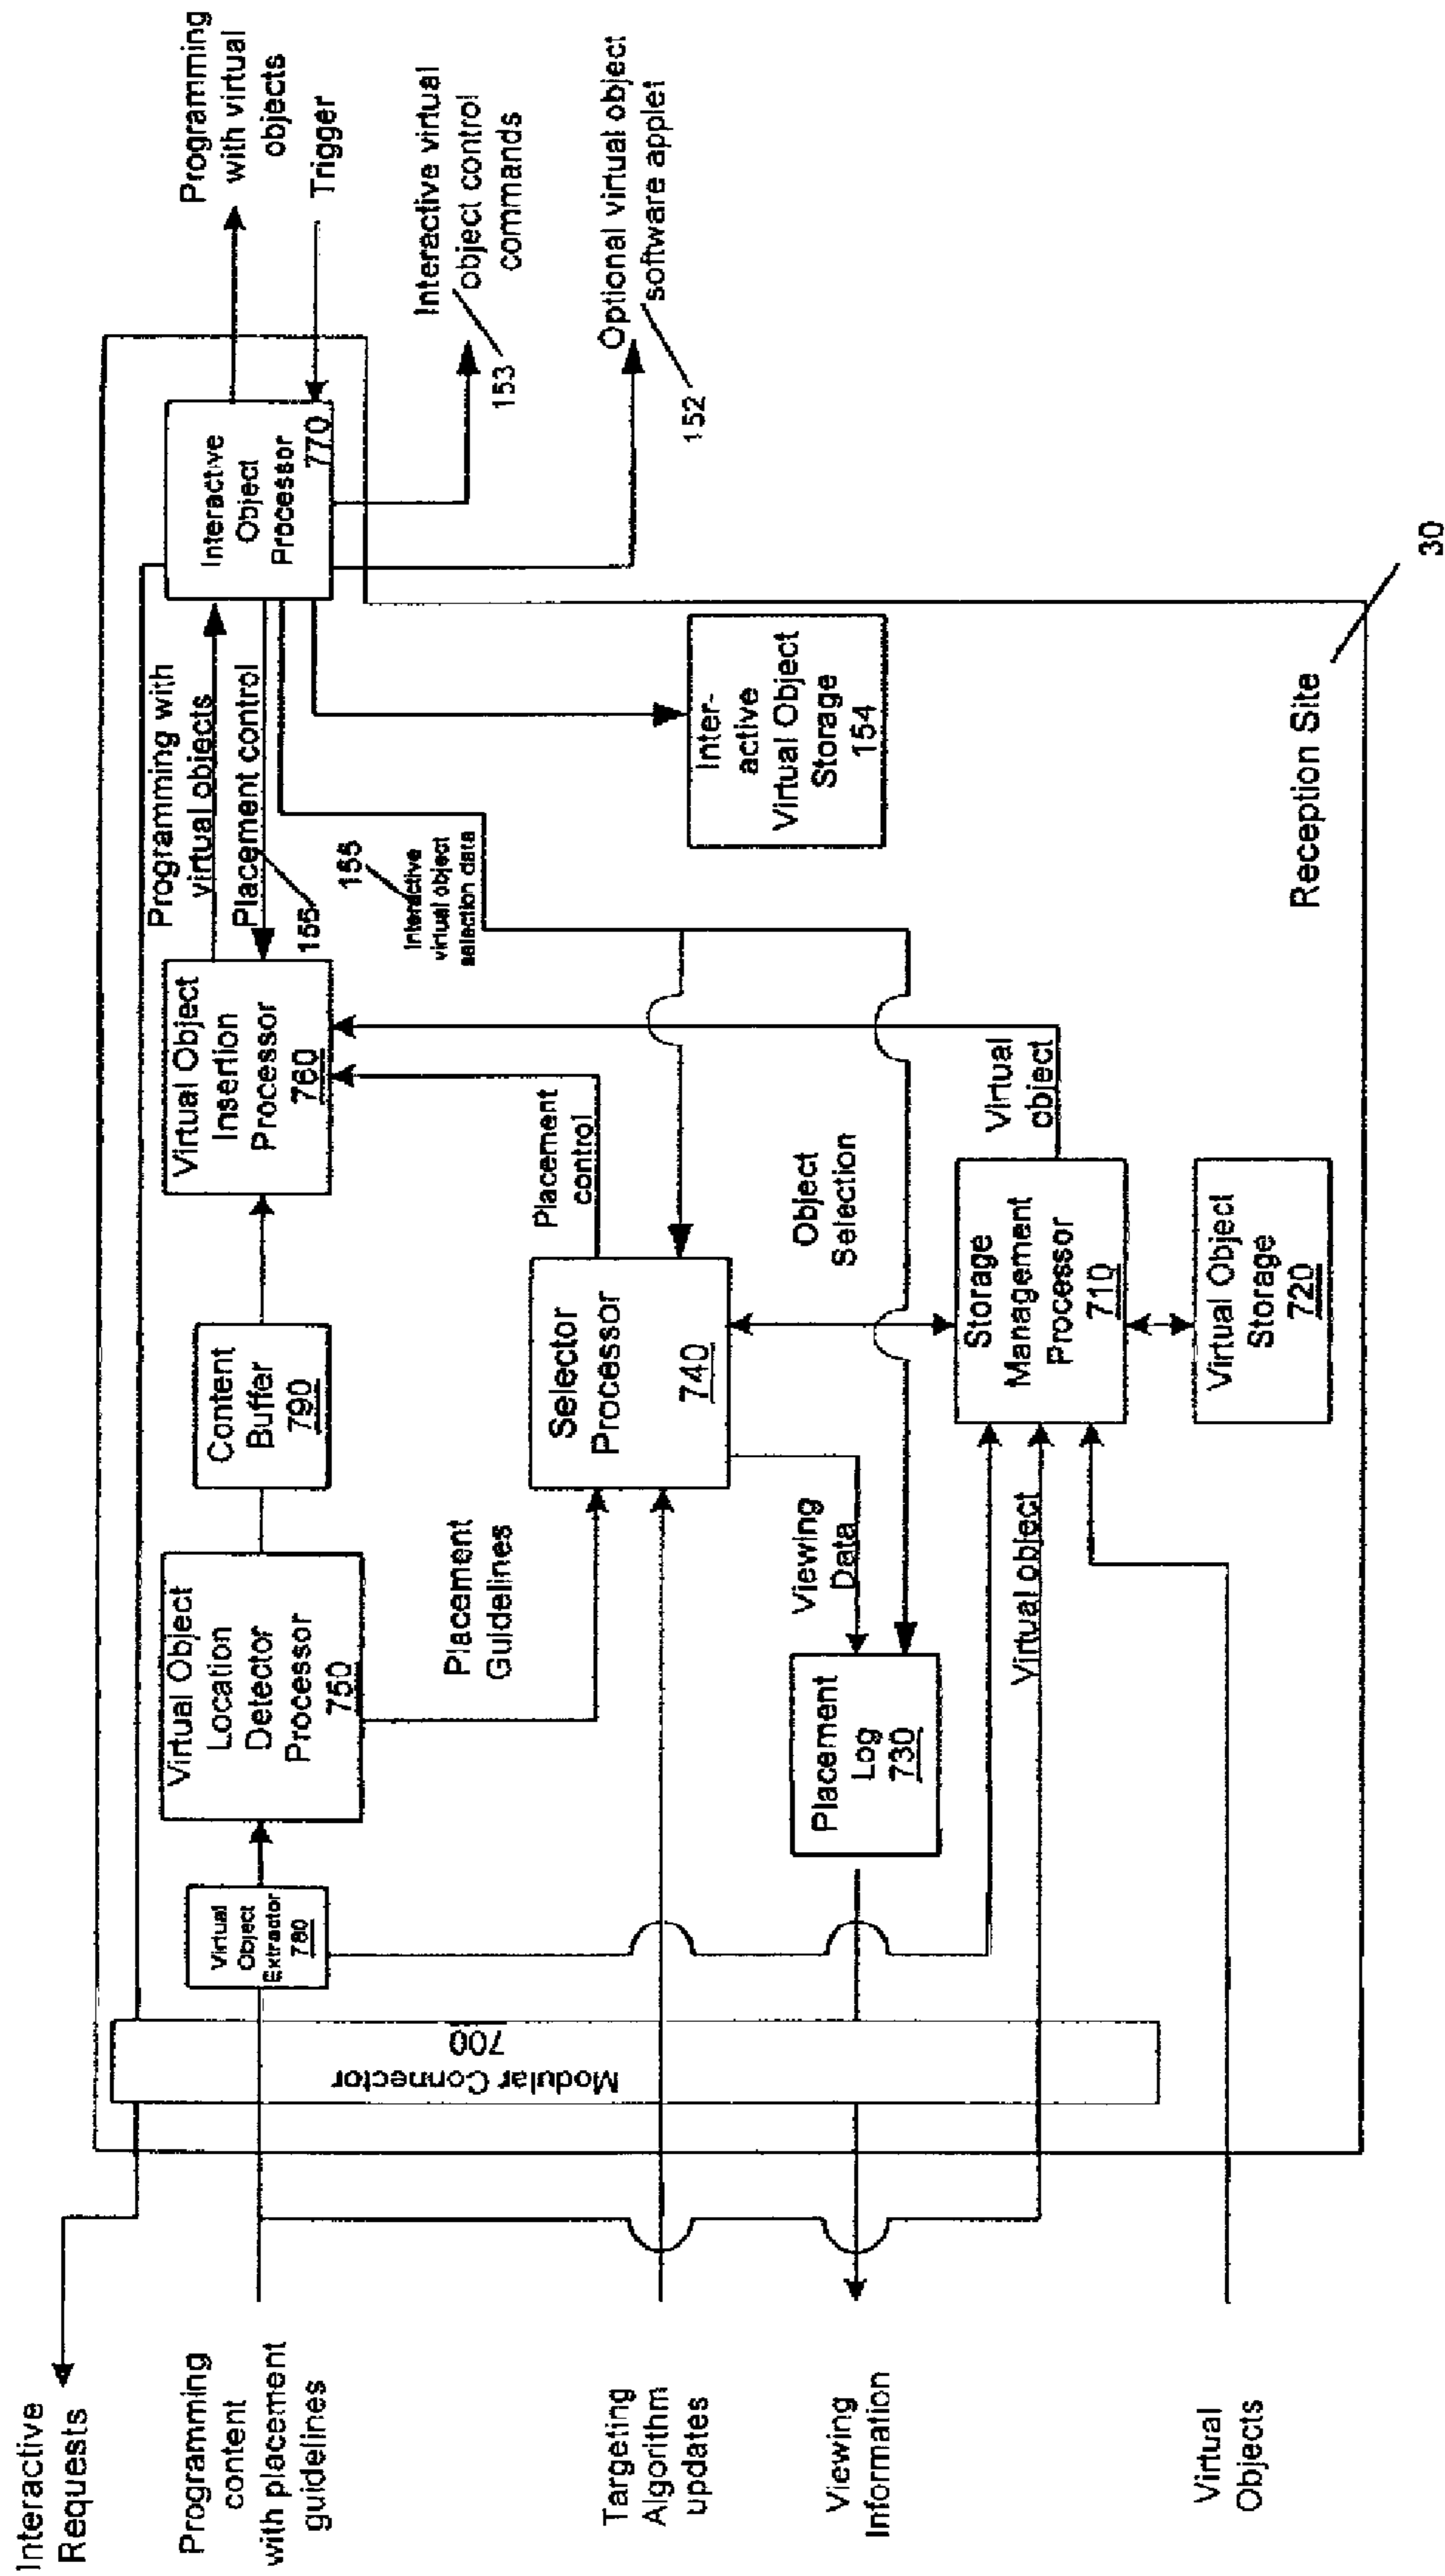 Interactive
Requests
Programming
content
with placement
guidelines
Targeting
Algorithm
updates
Viewing
Information
Virtual
Objects
Modular Connector
700
Virtual
Object
Extractor
780
Virtual Object
Location
Detector
Processor
750
Content
Buffer
790
Virtual Object
Insertion
Processor
760
Programming with
virtual objects
Placement control
155
155
Interactive
virtual object
selection data
Interactive
Object
Processor
770
Programming
with virtual
objects
Trigger
Interactive virtual
object control
commands
153
Optional virtual object
software applet
152
Placement
Guidelines
Selector
Processor
740
Placement
control
Inter-
active
Virtual Object
Storage
154
Viewing
Data
Object
Selection
Placement
Log
730
Virtual object
Storage
Management
Processor
710
Virtual
object
Virtual Object
Storage
720
Reception Site
30